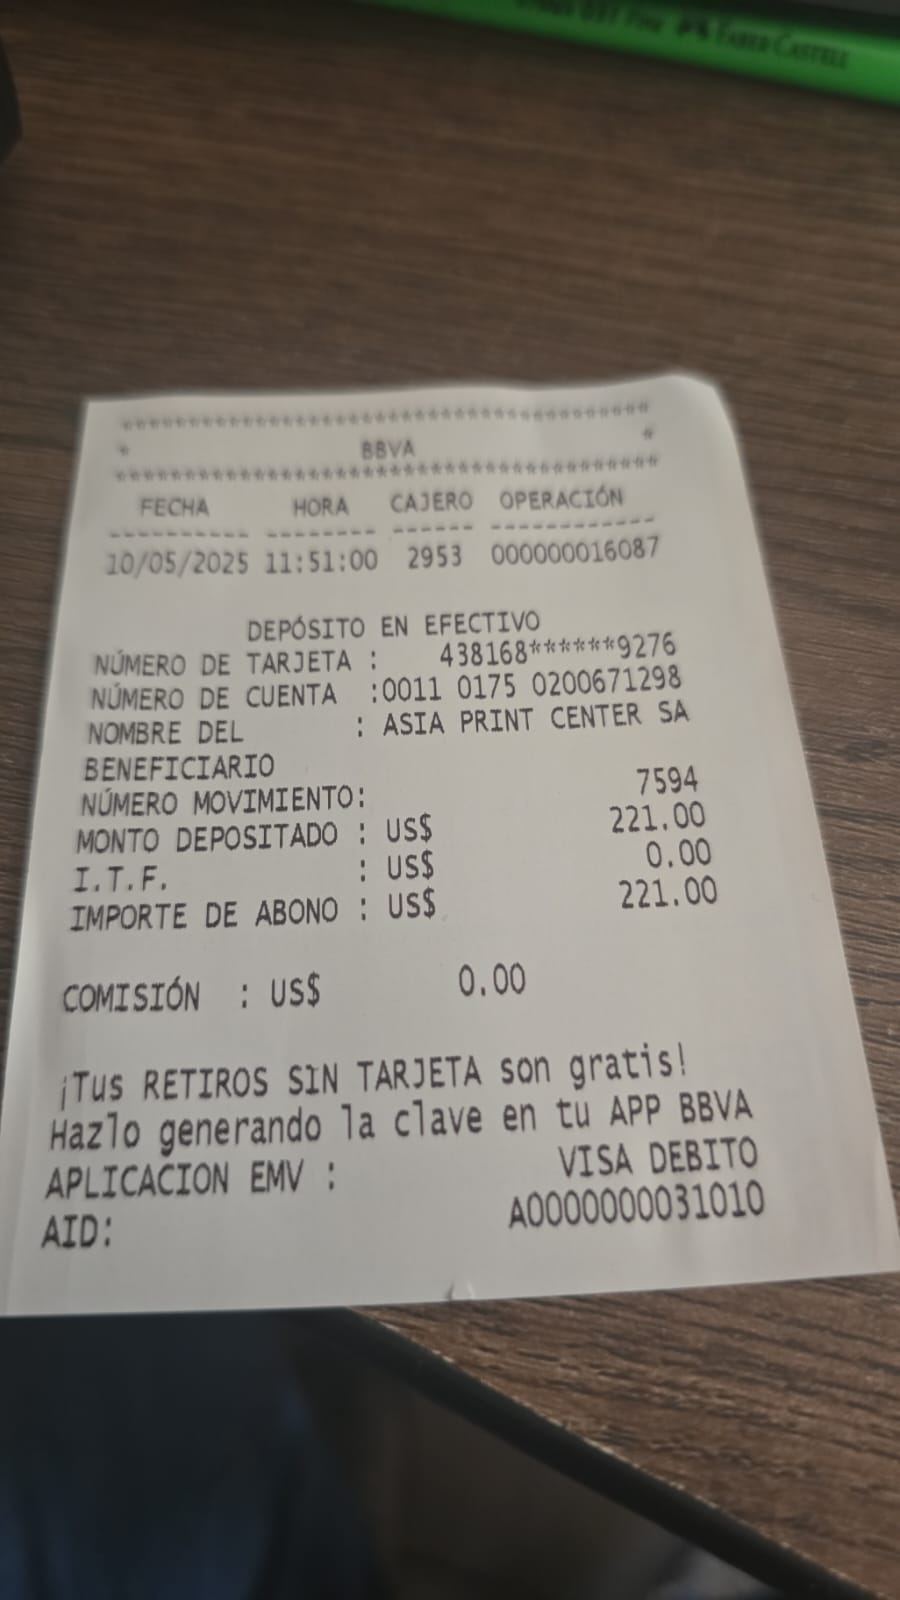 FABER-CASTELL
****************************************
* BBVA *
****************************************
FECHA HORA CAJERO OPERACIÓN
---------- -------- ------ ------------
10/05/2025 11:51:00 2953 000000016087
DEPÓSITO EN EFECTIVO
NÚMERO DE TARJETA : 438168******9276
NÚMERO DE CUENTA :0011 0175 0200671298
NOMBRE DEL : ASIA PRINT CENTER SA
BENEFICIARIO
NÚMERO MOVIMIENTO: 7594
MONTO DEPOSITADO : US$ 221.00
I.T.F. : US$ 0.00
IMPORTE DE ABONO : US$ 221.00
COMISIÓN : US$ 0.00
¡Tus RETIROS SIN TARJETA son gratis!
Hazlo generando la clave en tu APP BBVA
APLICACION EMV : VISA DEBITO
AID: A0000000031010